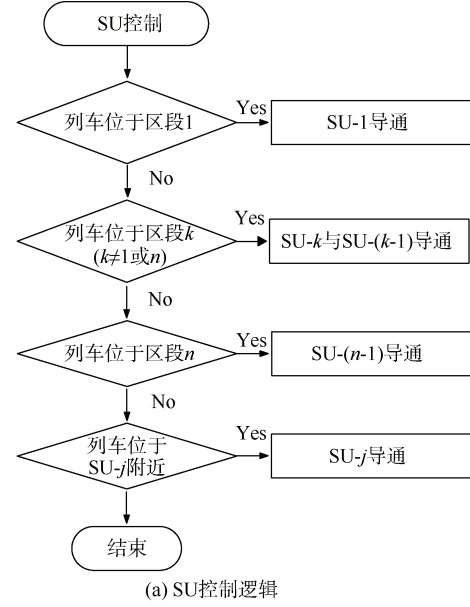 SU控制
列车位于区段1
Yes
SU-1导通
No
列车位于区段k
(k≠1或n)
Yes
SU-k与SU-(k-1)导通
No
列车位于区段n
Yes
SU-(n-1)导通
No
列车位于
SU-j附近
Yes
SU-j导通
结束
(a) SU控制逻辑